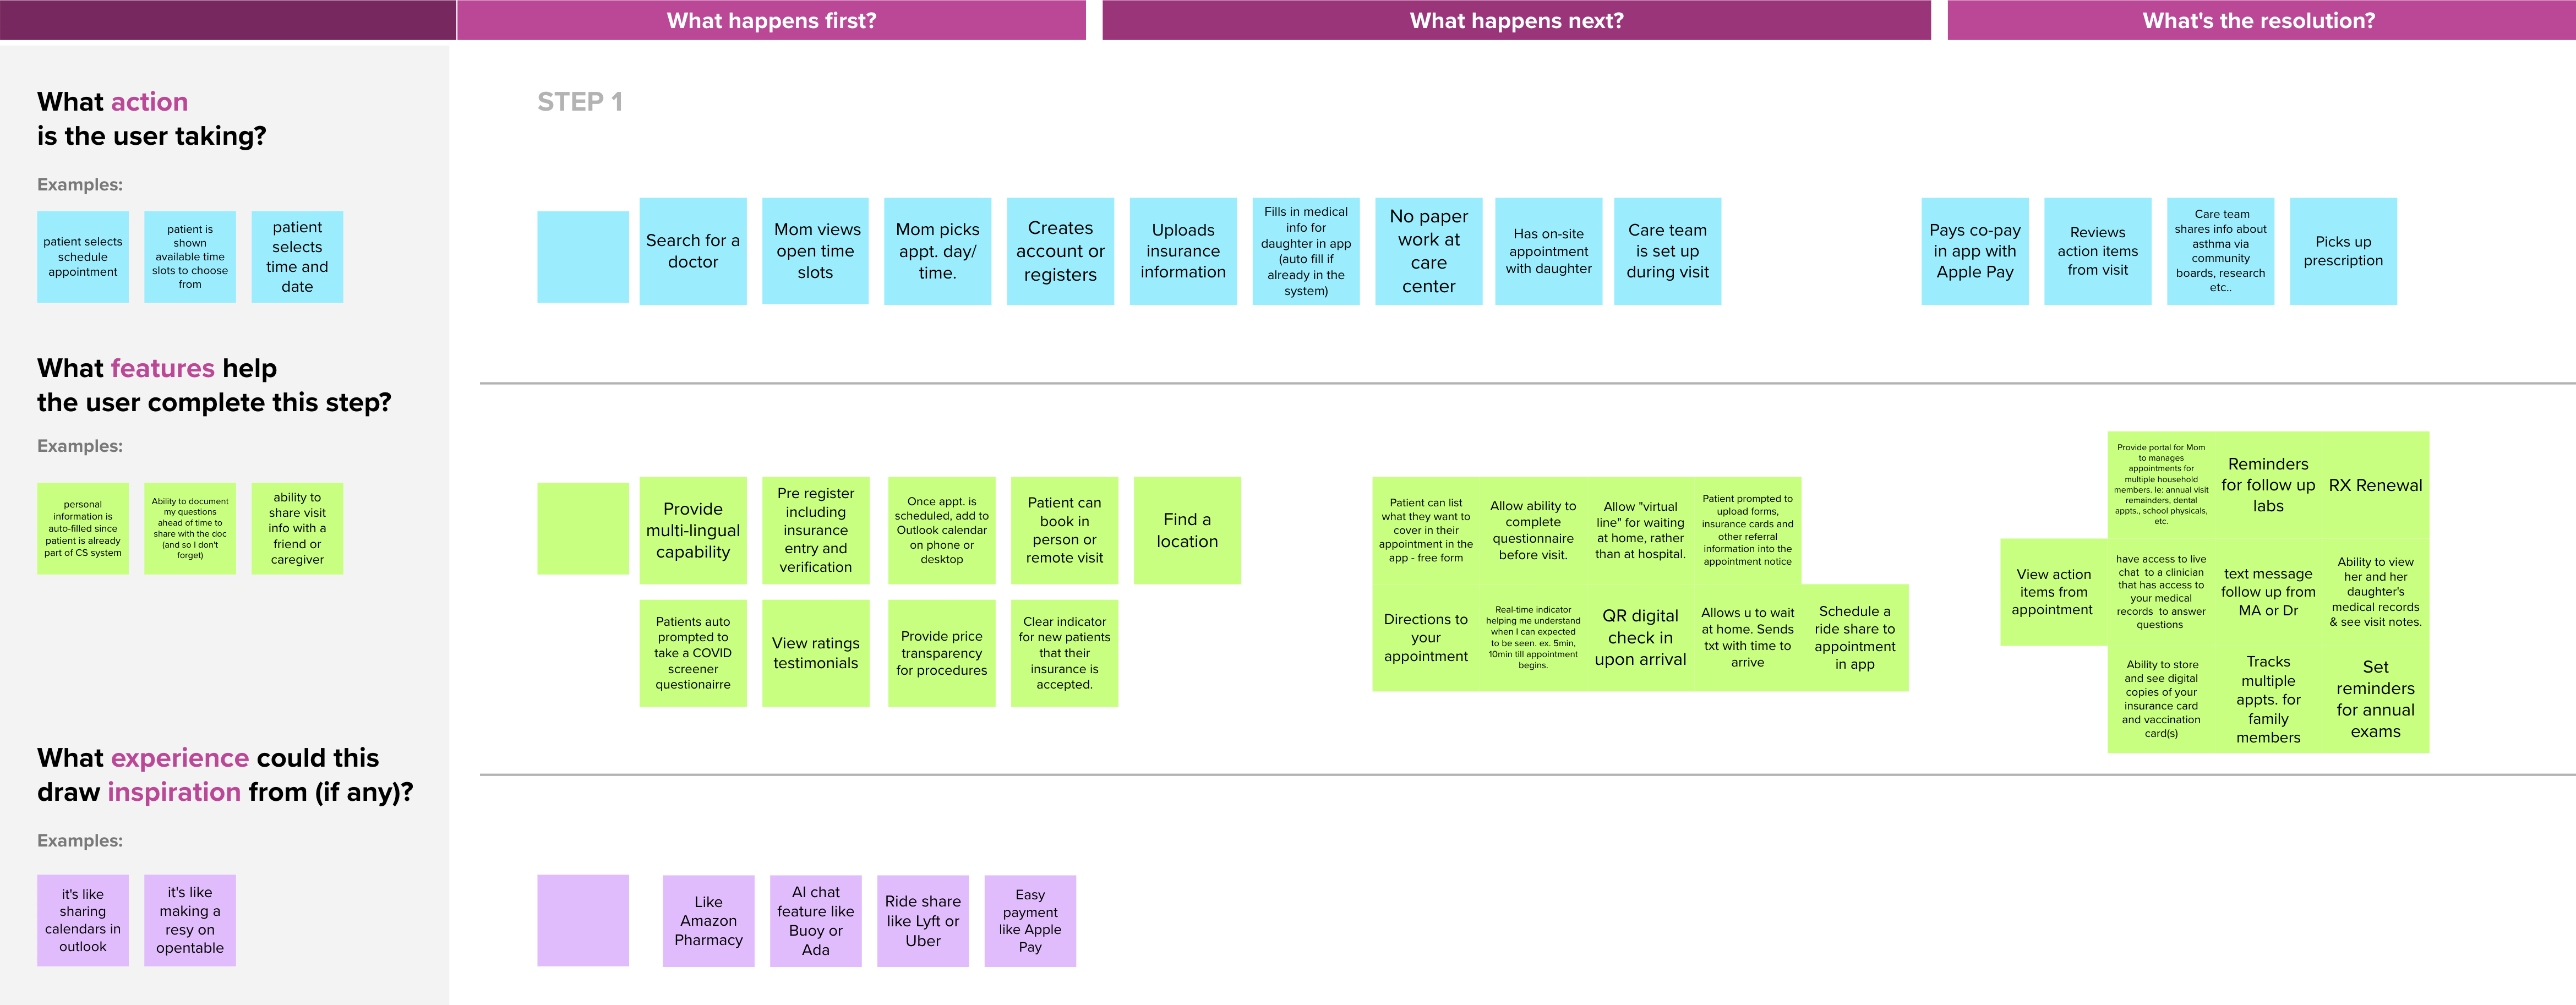 What happens first?
What happens next?
What's the resolution?
What action
is the user taking?
Examples:
patient selects
schedule
appointment
patient is
shown
available time
slots to choose
from
patient
selects
time and
date
STEP 1
Search for a
doctor
Mom views
open time
slots
Mom picks
appt. day/
time.
Creates
account or
registers
Uploads
insurance
information
Fills in medical
info for
daughter in app
(auto fill if
already in the
system)
No paper
work at
care
center
Has on-site
appointment
with daughter
Care team
is set up
during visit
Pays co-pay
in app with
Apple Pay
Reviews
action items
from visit
Care team
shares info about
asthma via
community
boards, research
etc..
Picks up
prescription
What features help
the user complete this step?
Examples:
personal
information is
auto-filled since
patient is already
part of CS system
Ability to document
my questions
ahead of time to
share with the doc
(and so I don't
forget)
ability to
share visit
info with a
friend or
caregiver
Provide
multi-lingual
capability
Pre register
including
insurance
entry and
verification
Once appt. is
scheduled, add to
Outlook calendar
on phone or
desktop
Patient can
book in
person or
remote visit
Find a
location
Patients auto
prompted to
take a COVID
screener
questionairre
View ratings
testimonials
Provide price
transparency
for procedures
Clear indicator
for new patients
that their
insurance is
accepted.
Patient can list
what they want to
cover in their
appointment in the
app - free form
Allow ability to
complete
questionnaire
before visit.
Allow "virtual
line" for waiting
at home, rather
than at hospital.
Patient prompted to
upload forms,
insurance cards and
other referral
information into the
appointment notice
Directions to
your
appointment
Real-time indicator
helping me understand
when I can expected
to be seen. ex. 5min,
10min till appointment
begins.
QR digital
check in
upon arrival
Allows u to wait
at home. Sends
txt with time to
arrive
Schedule a
ride share to
appointment
in app
Provide portal for Mom
to manages
appointments for
multiple household
members. Ie: annual visit
remainders, dental
appts., school physicals,
etc.
Reminders
for follow up
labs
RX Renewal
View action
items from
appointment
have access to live
chat to a clinician
that has access to
your medical
records to answer
questions
text message
follow up from
MA or Dr
Ability to view
her and her
daughter's
medical records
& see visit notes.
Ability to store
and see digital
copies of your
insurance card
and vaccination
card(s)
Tracks
multiple
appts. for
family
members
Set
reminders
for annual
exams
What experience could this
draw inspiration from (if any)?
Examples:
it's like
sharing
calendars in
outlook
it's like
making a
resy on
opentable
Like
Amazon
Pharmacy
AI chat
feature like
Buoy or
Ada
Ride share
like Lyft or
Uber
Easy
payment
like Apple
Pay